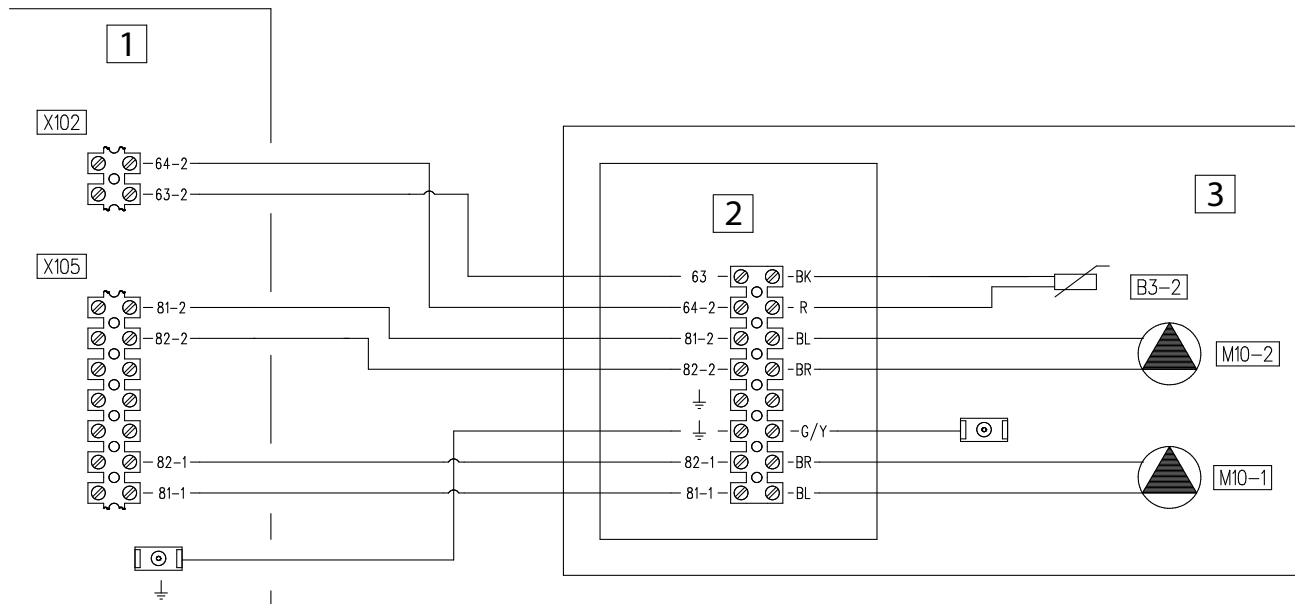 1
X102
64-2
63-2
X105
81-2
82-2
82-1
81-1
2
63 BK
64-2 R
81-2 BL
82-2 BR
G/Y
82-1 BR
81-1 BL
3
B3-2
M10-2
M10-1